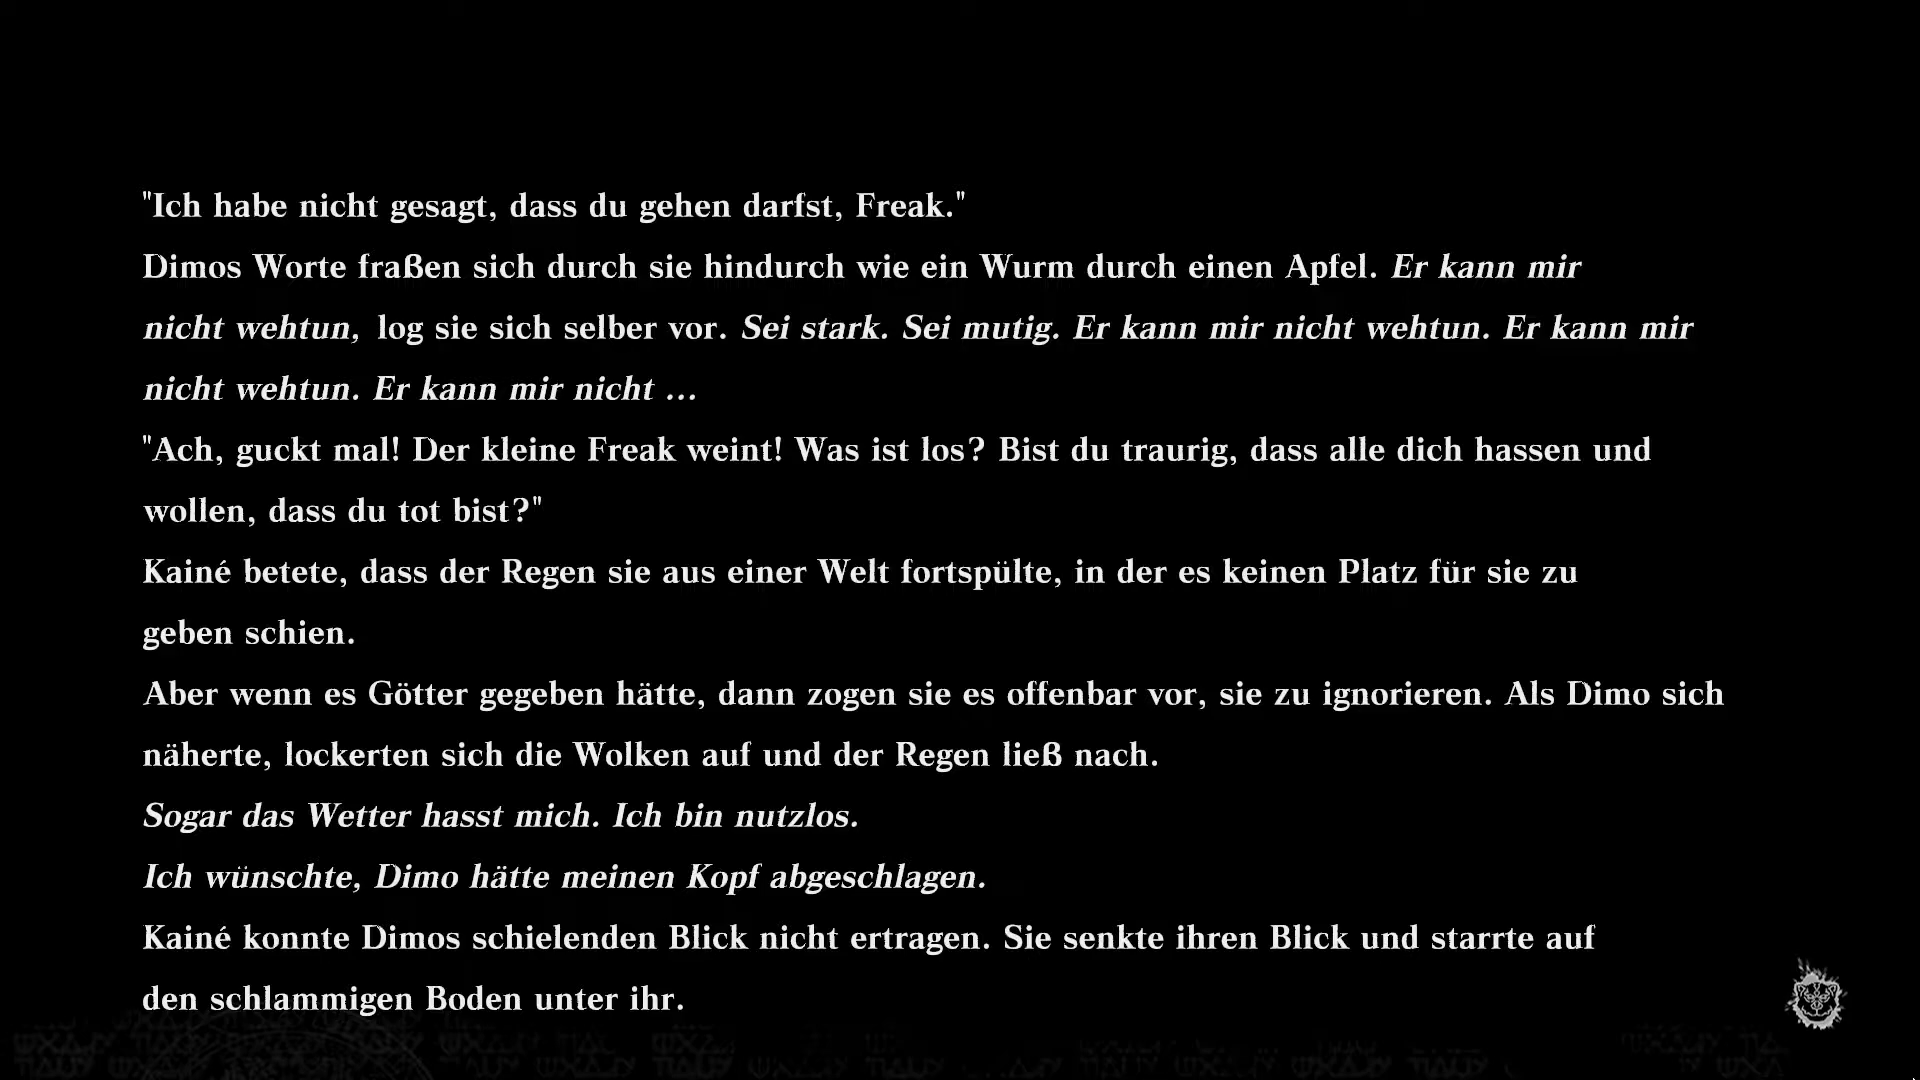 "Ich habe nicht gesagt, dass du gehen darfst, Freak."
Dimos Worte fraßen sich durch sie hindurch wie ein Wurm durch einen Apfel. Er kann mir
nicht wehtun, log sie sich selber vor. Sei stark. Sei mutig. Er kann mir nicht wehtun. Er kann mir
nicht wehtun. Er kann mir nicht ...
"Ach, guckt mal! Der kleine Freak weint! Was ist los? Bist du traurig, dass alle dich hassen und
wollen, dass du tot bist?"
Kainé betete, dass der Regen sie aus einer Welt fortspülte, in der es keinen Platz für sie zu
geben schien.
Aber wenn es Götter gegeben hätte, dann zogen sie es offenbar vor, sie zu ignorieren. Als Dimo sich
näherte, lockerten sich die Wolken auf und der Regen ließ nach.
Sogar das Wetter hasst mich. Ich bin nutzlos.
Ich wünschte, Dimo hätte meinen Kopf abgeschlagen.
Kainé konnte Dimos schielenden Blick nicht ertragen. Sie senkte ihren Blick und starrte auf
den schlammigen Boden unter ihr.